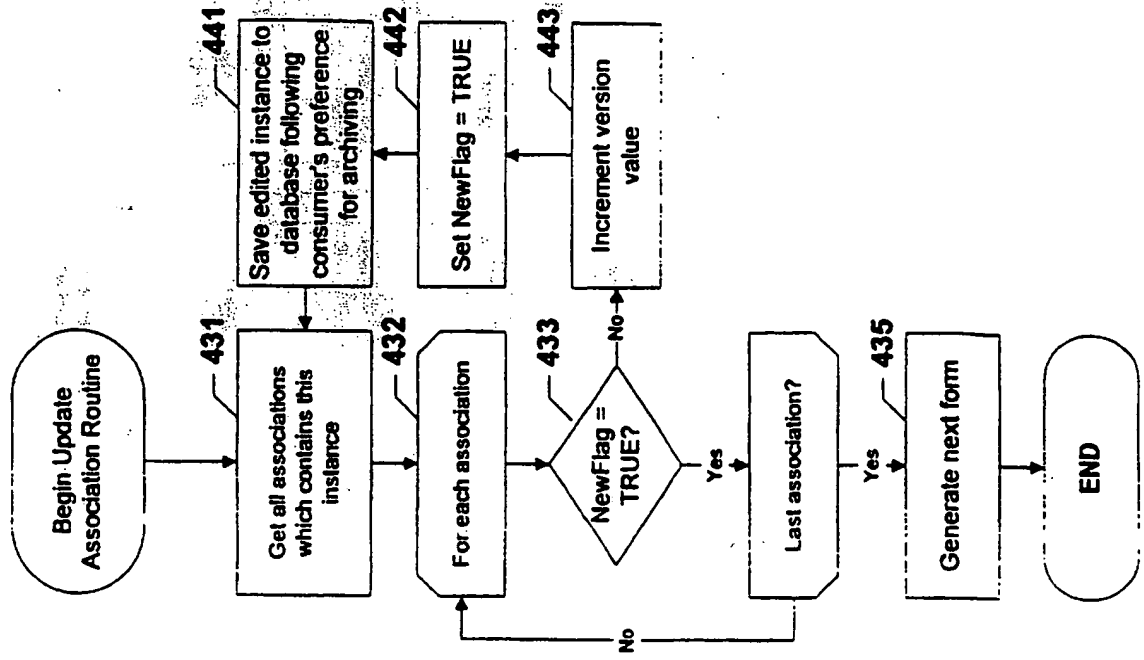 Begin Update
Association Routine
431
Get all associations
which contains this
instance
432
For each association
433
NewFlag =
TRUE?
No
Yes
Last association?
No
Yes
435
Generate next form
END
441
Save edited instance to
database following
consumer's preference
for archiving
442
Set NewFlag = TRUE
443
Increment version
value